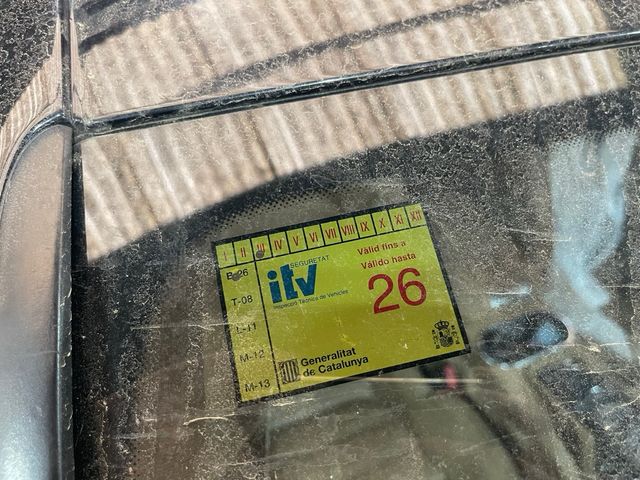 I II III IV V VI VII VIII IX X XI XII
B-26
T-08
L-11
M-12
M-13
SEGURETAT
itv
Inspecció Tècnica de Vehicles
Vàlid fins a
Válido hasta
26
Generalitat
de Catalunya